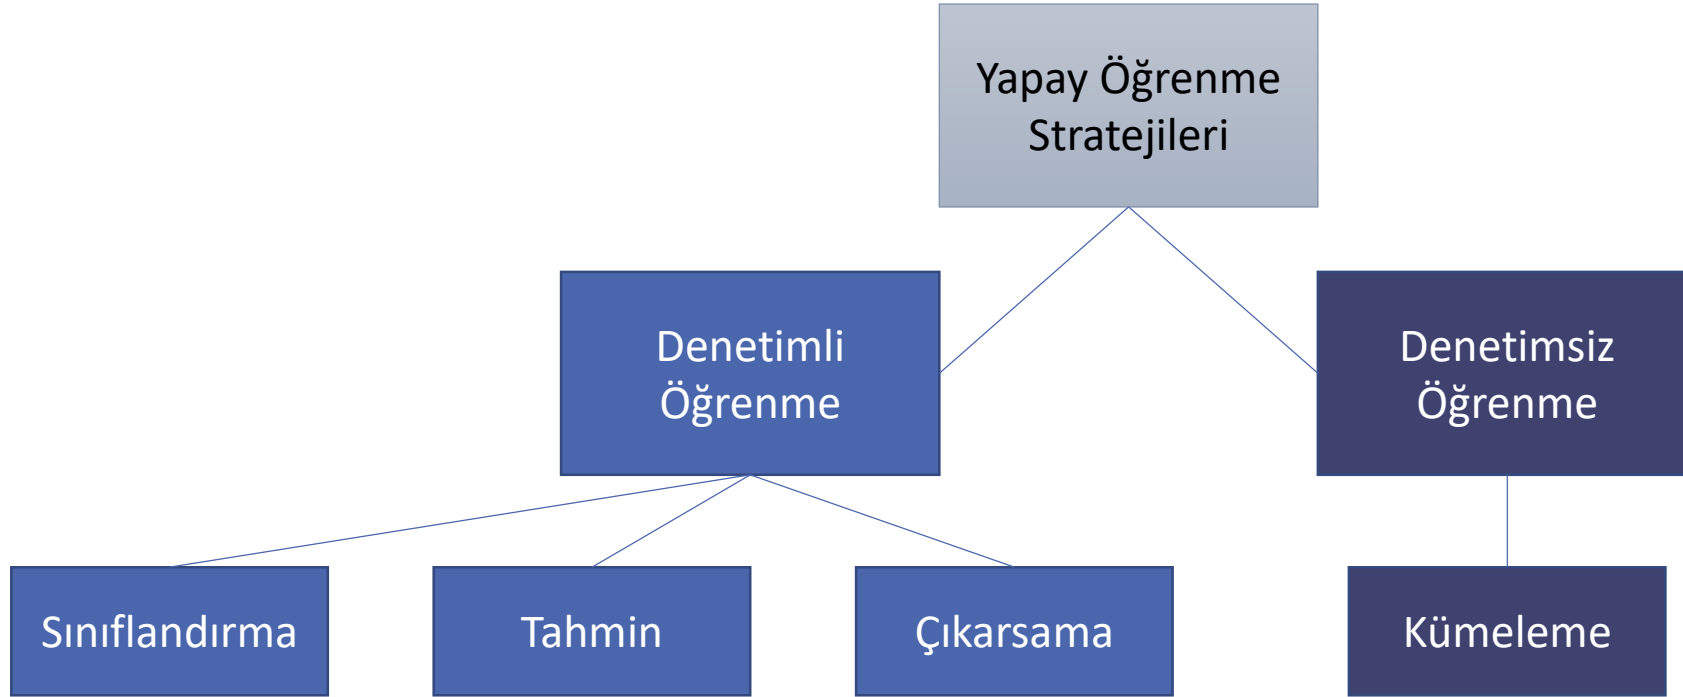 Yapay Öğrenme
Stratejileri
Denetimli
Öğrenme
Denetimsiz
Öğrenme
Sınıflandırma
Tahmin
Çıkarsama
Kümeleme